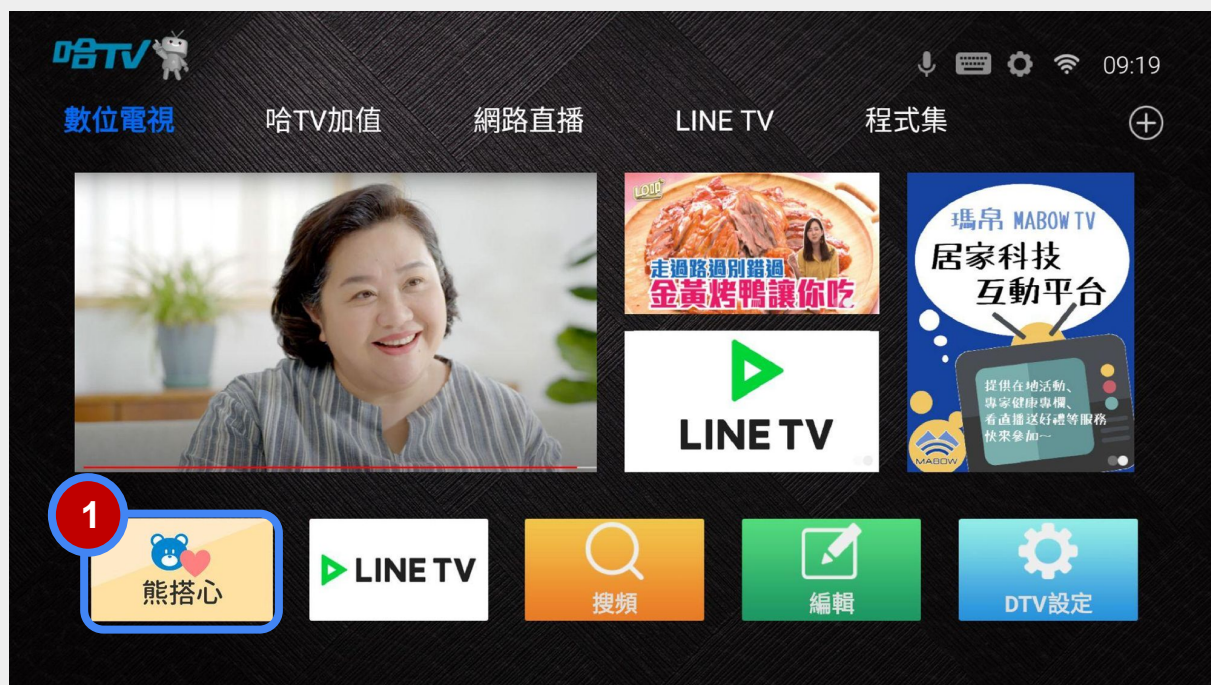 哈TV
09:19
數位電視
哈TV加值
網路直播
LINE TV
程式集
走過路過別錯過
金黃烤鴨讓你吃
LINE TV
瑪帛 MABOW TV
居家科技
互動平台
提供在地活動、
專家健康專欄、
看直播送好禮等服務
快來參加~
MABOW
1
熊搭心
LINE TV
搜頻
編輯
DTV設定